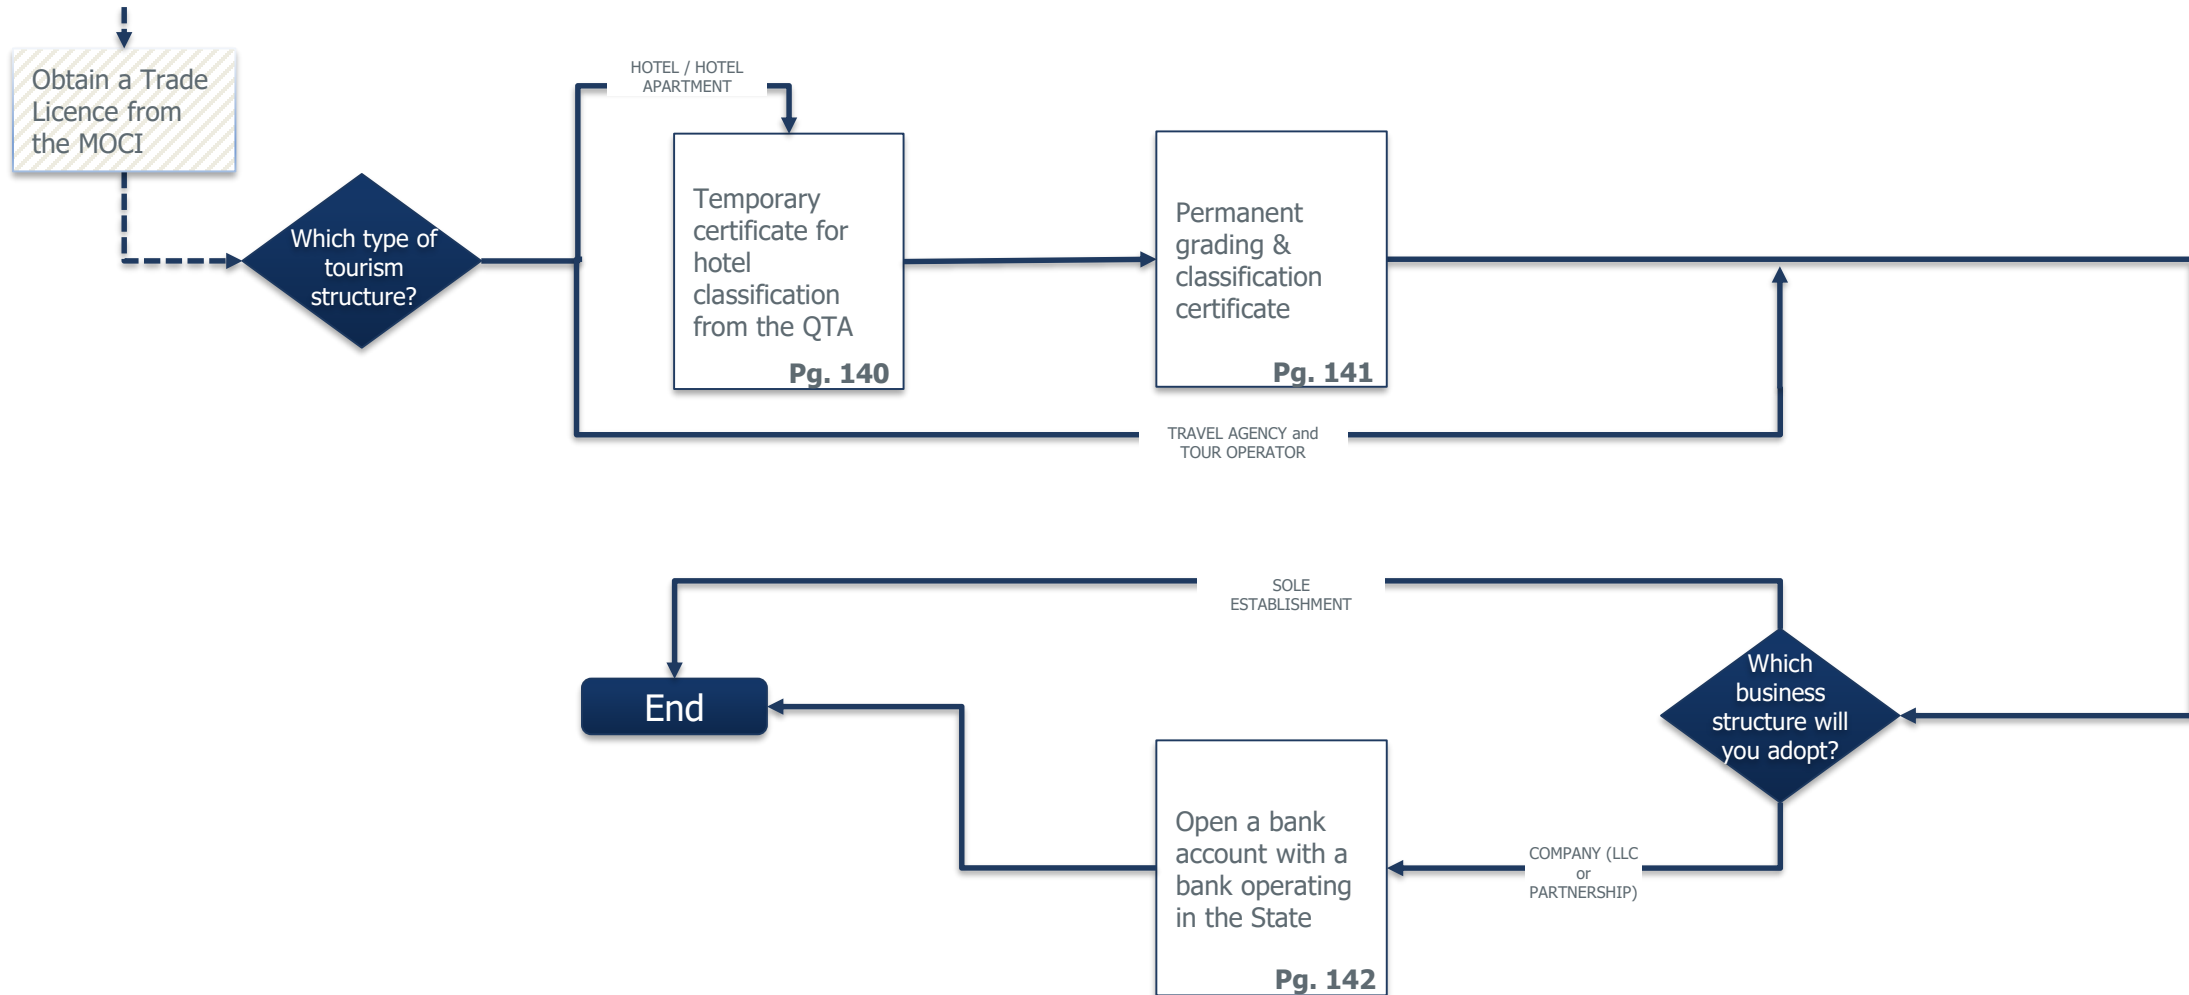 Obtain a Trade
Licence from
the MOCI
Which type of
tourism
structure?
HOTEL / HOTEL
APARTMENT
Temporary
certificate for
hotel
classification
from the QTA
Pg. 140
Permanent
grading &
classification
certificate
Pg. 141
TRAVEL AGENCY and
TOUR OPERATOR
SOLE
ESTABLISHMENT
Which
business
structure will
you adopt?
End
COMPANY (LLC
or
PARTNERSHIP)
Open a bank
account with a
bank operating
in the State
Pg. 142